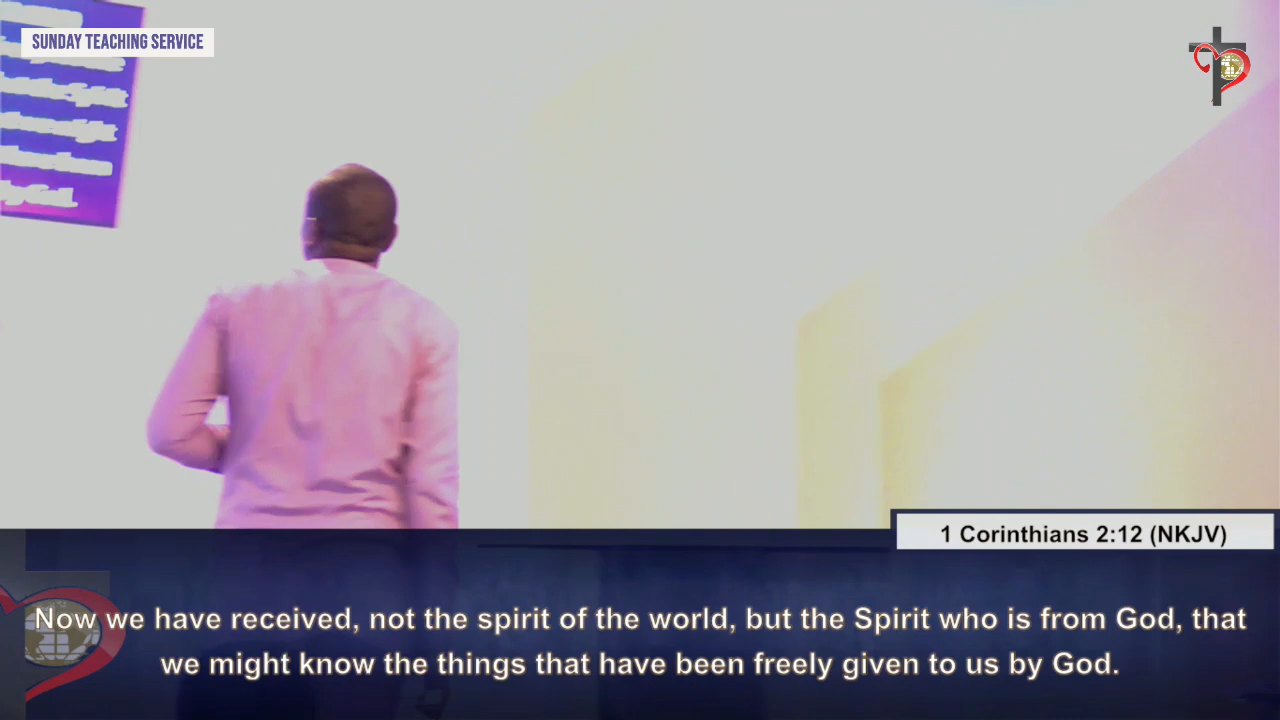 SUNDAY TEACHING SERVICE
1 Corinthians 2:12 (NKJV)
Now we have received, not the spirit of the world, but the Spirit who is from God, that
we might know the things that have been freely given to us by God.